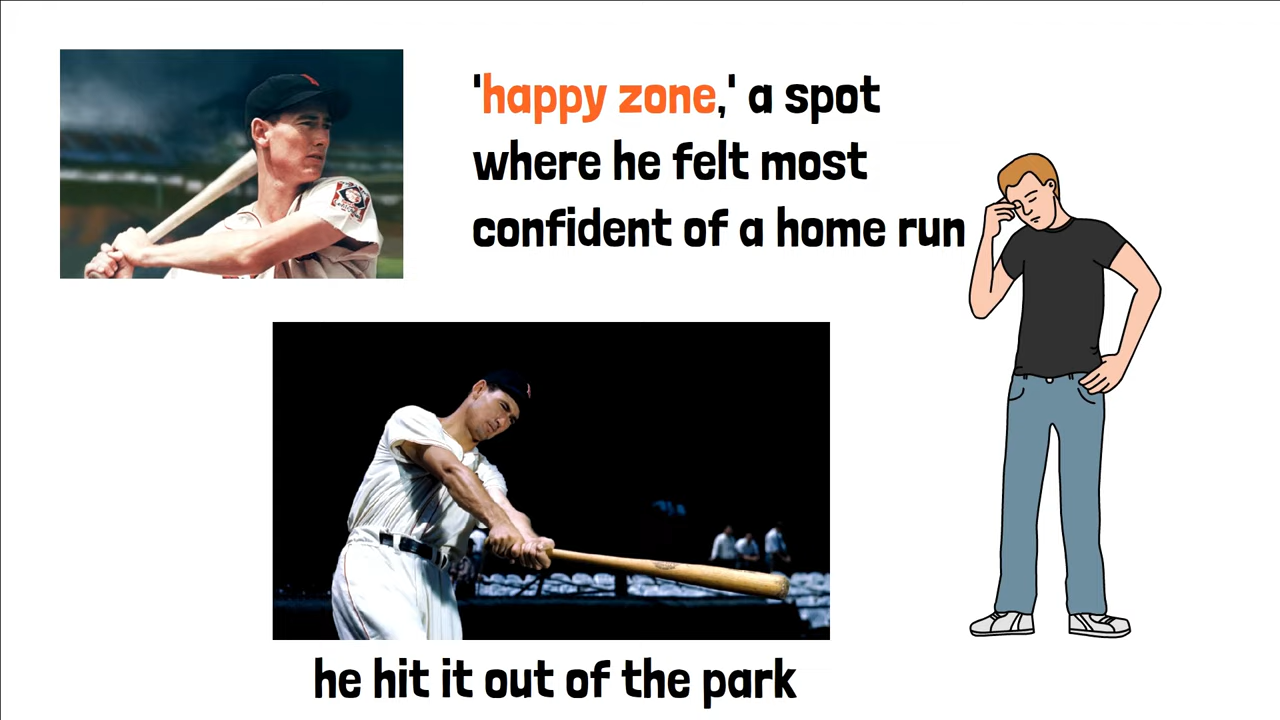 'happy zone,' a spot
where he felt most
confident of a home run
he hit it out of the park